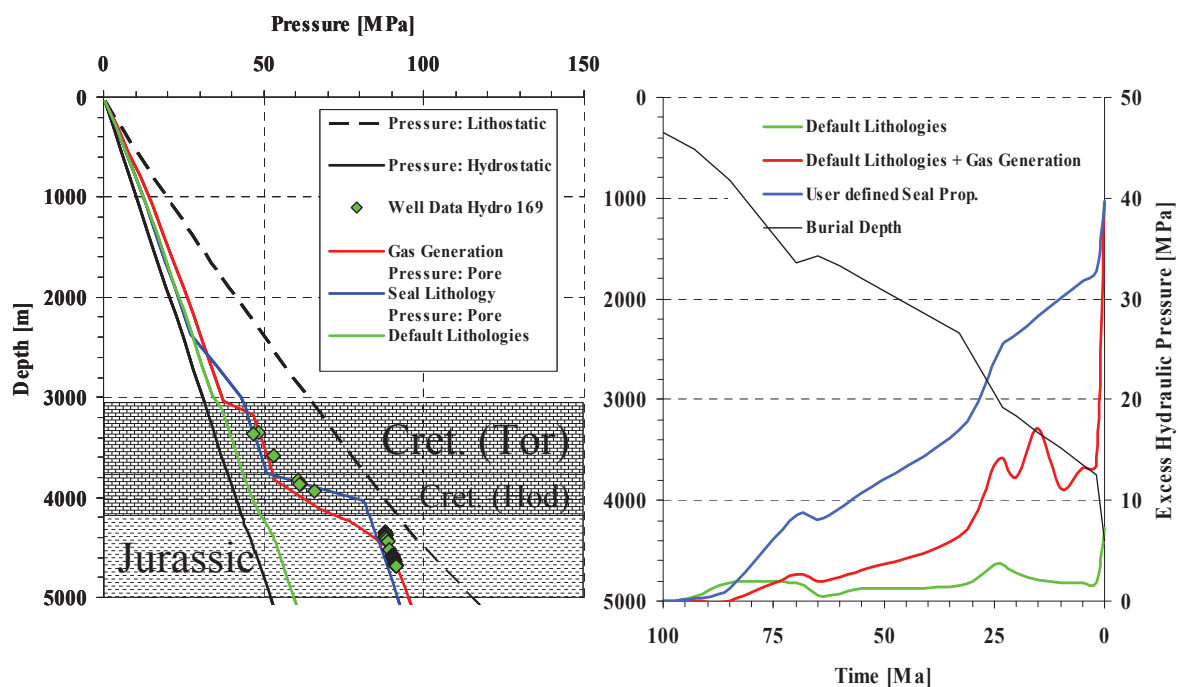 Pressure [MPa]
0
50
100
150
0
1000
2000
3000
4000
5000
Depth [m]
Pressure: Lithostatic
Pressure: Hydrostatic
Well Data Hydro 169
Gas Generation
Pressure: Pore
Seal Lithology
Pressure: Pore
Default Lithologies
Cret. (Tor)
Cret. (Hod)
Jurassic
0
1000
2000
3000
4000
5000
50
40
30
20
10
0
Excess Hydraulic Pressure [MPa]
Default Lithologies
Default Lithologies + Gas Generation
User defined Seal Prop.
Burial Depth
100
75
50
25
0
Time [Ma]